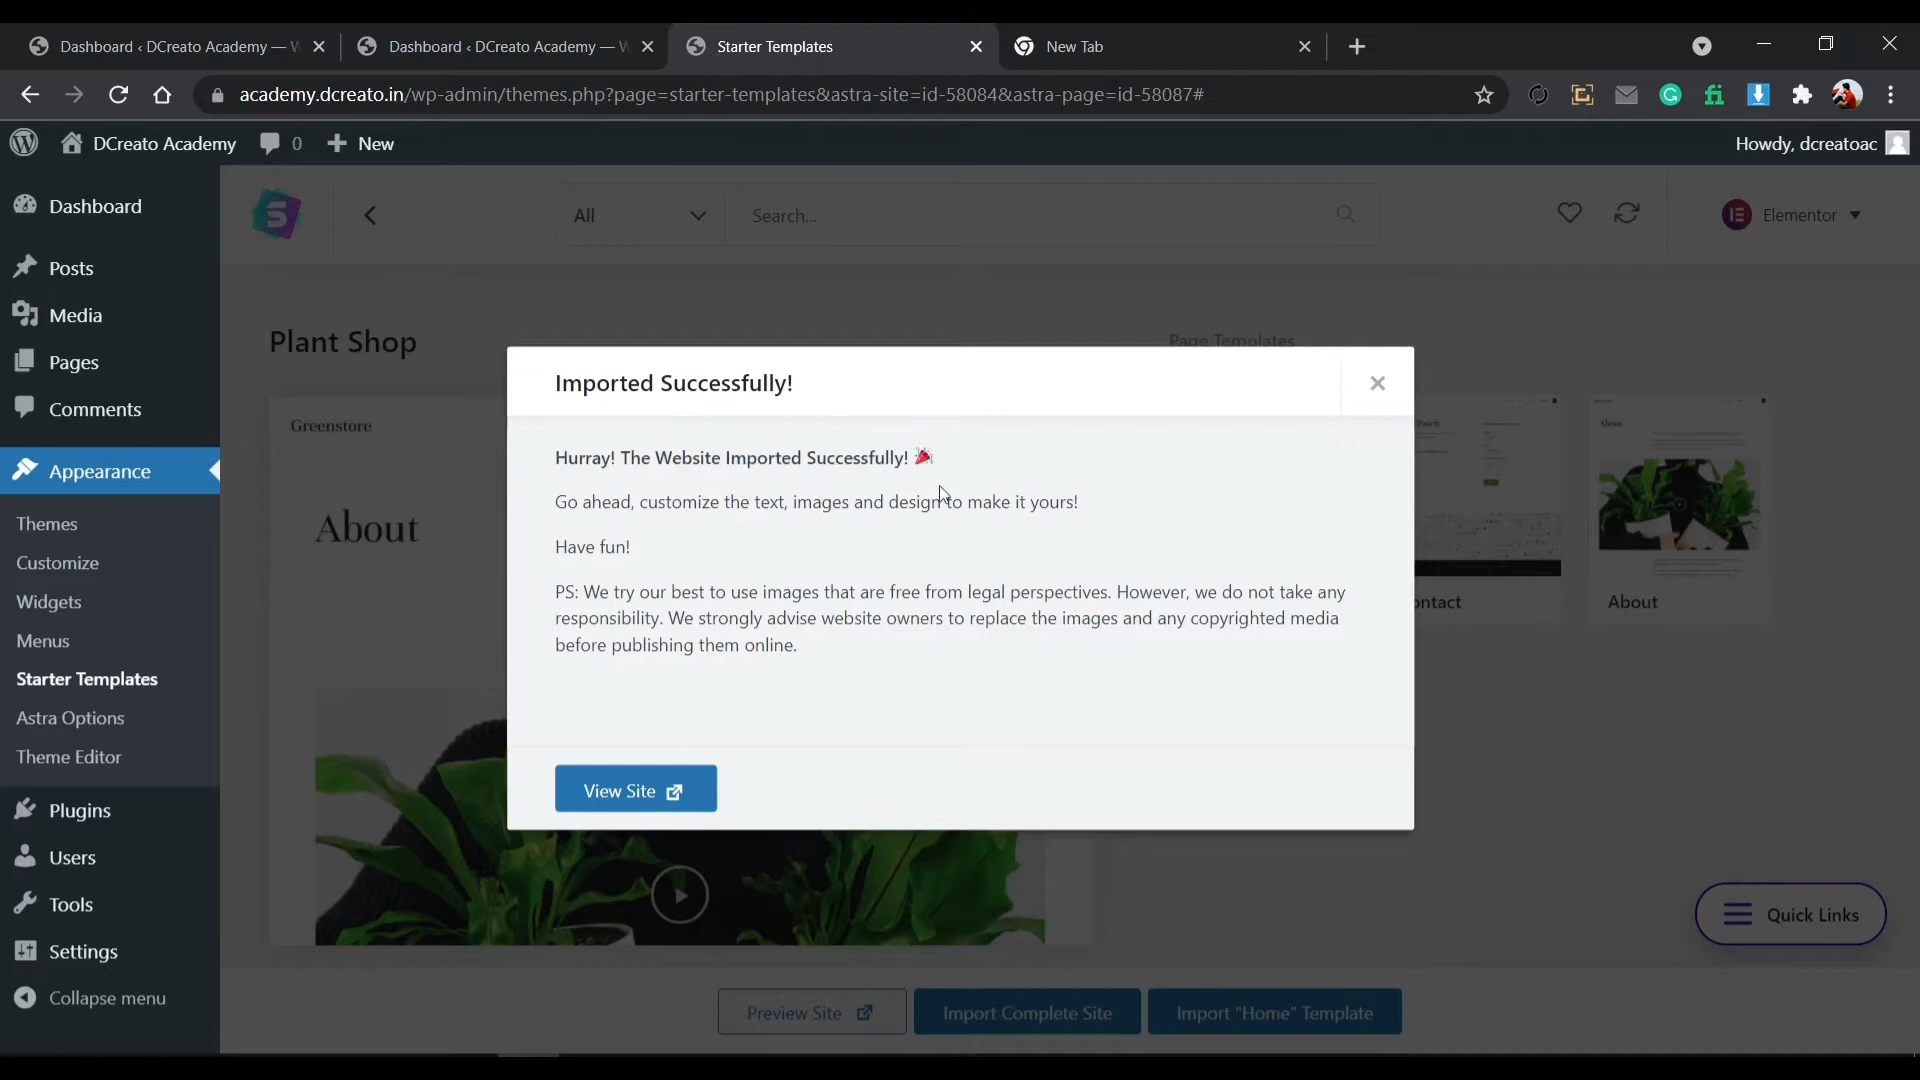 Dashboard ‹ DCreato Academy — W
Dashboard ‹ DCreato Academy — W
Starter Templates
New Tab
academy.dcreato.in/wp-admin/themes.php?page=starter-templates&astra-site=id-58084&astra-page=id-58087#
DCreato Academy
0
New
Howdy, dcreatoac
Dashboard
Posts
Media
Pages
Comments
Appearance
Themes
Customize
Widgets
Menus
Starter Templates
Astra Options
Theme Editor
Plugins
Users
Tools
Settings
Collapse menu
All
Search...
Elementor
Plant Shop
Page Templates
Greenstore
About
Imported Successfully!
Hurray! The Website Imported Successfully!
Go ahead, customize the text, images and design to make it yours!
Have fun!
PS: We try our best to use images that are free from legal perspectives. However, we do not take any
responsibility. We strongly advise website owners to replace the images and any copyrighted media
before publishing them online.
View Site
ontact
About
About
Quick Links
Preview Site
Import Complete Site
Import "Home" Template